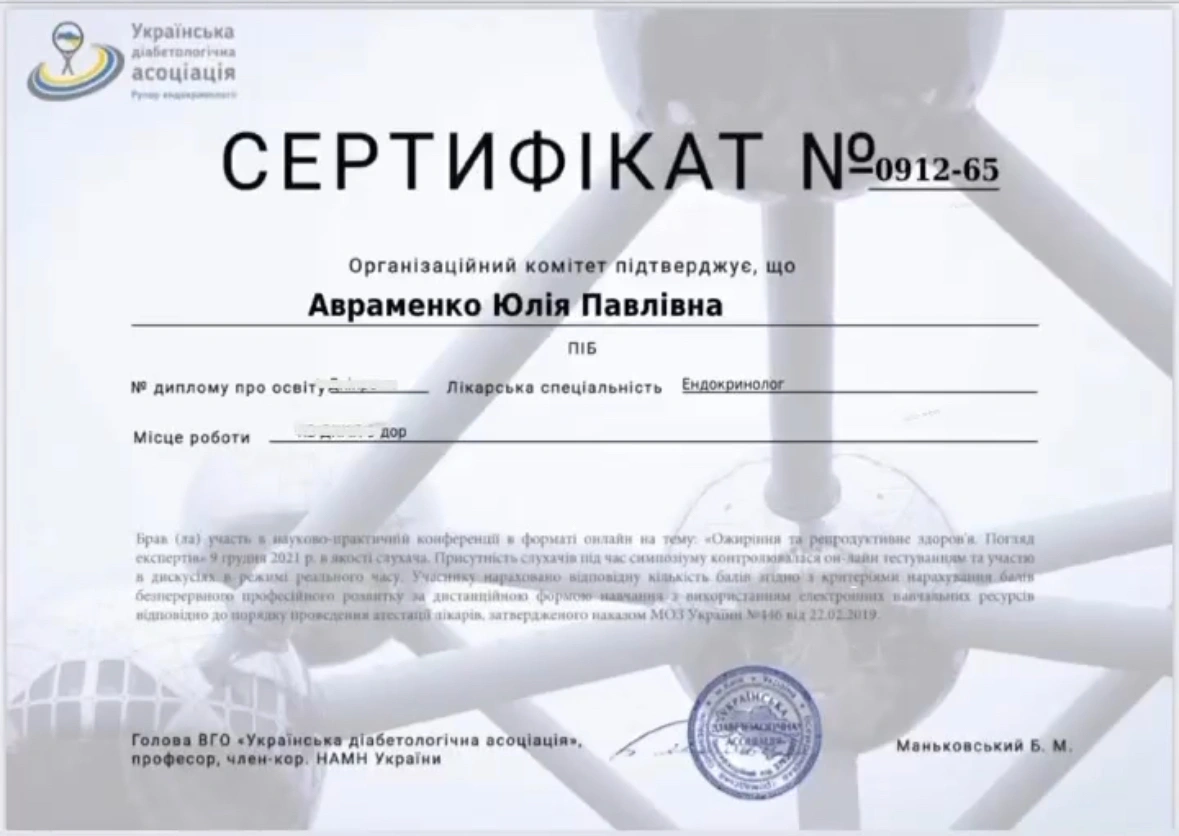 Українська
діабетологічна
асоціація
Рупор ендокринології
СЕРТИФІКАТ №0912-65
Організаційний комітет підтверджує, що
Авраменко Юлія Павлівна
ПІБ
№ диплому про освіту Лікарська спеціальність Ендокринолог
Місце роботи
Брав (ла) участь в науково-практичній конференції в форматі онлайн на тему: «Ожиріння та репродуктивне здоров'я. Погляд
експертів» 9 грудня 2021 р. в якості слухача. Присутність слухачів під час симпозіуму контролювалася он-лайн тестуванням та участю
в дискусіях в режимі реального часу. Учаснику нараховано відповідну кількість балів згідно з критеріями нарахування балів
безперервного професійного розвитку за дистанційною формою навчання з використанням електронних навчальних ресурсів
відповідно до порядку проведення атестації лікарів, затвердженого наказом МОЗ України №446 від 22.02.2019.
УКРАЇНСЬКА
ДІАБЕТОЛОГІЧНА
АСОЦІАЦІЯ
Голова ВГО «Українська діабетологічна асоціація»,
професор, член-кор. НАМН України
Маньковський Б. М.